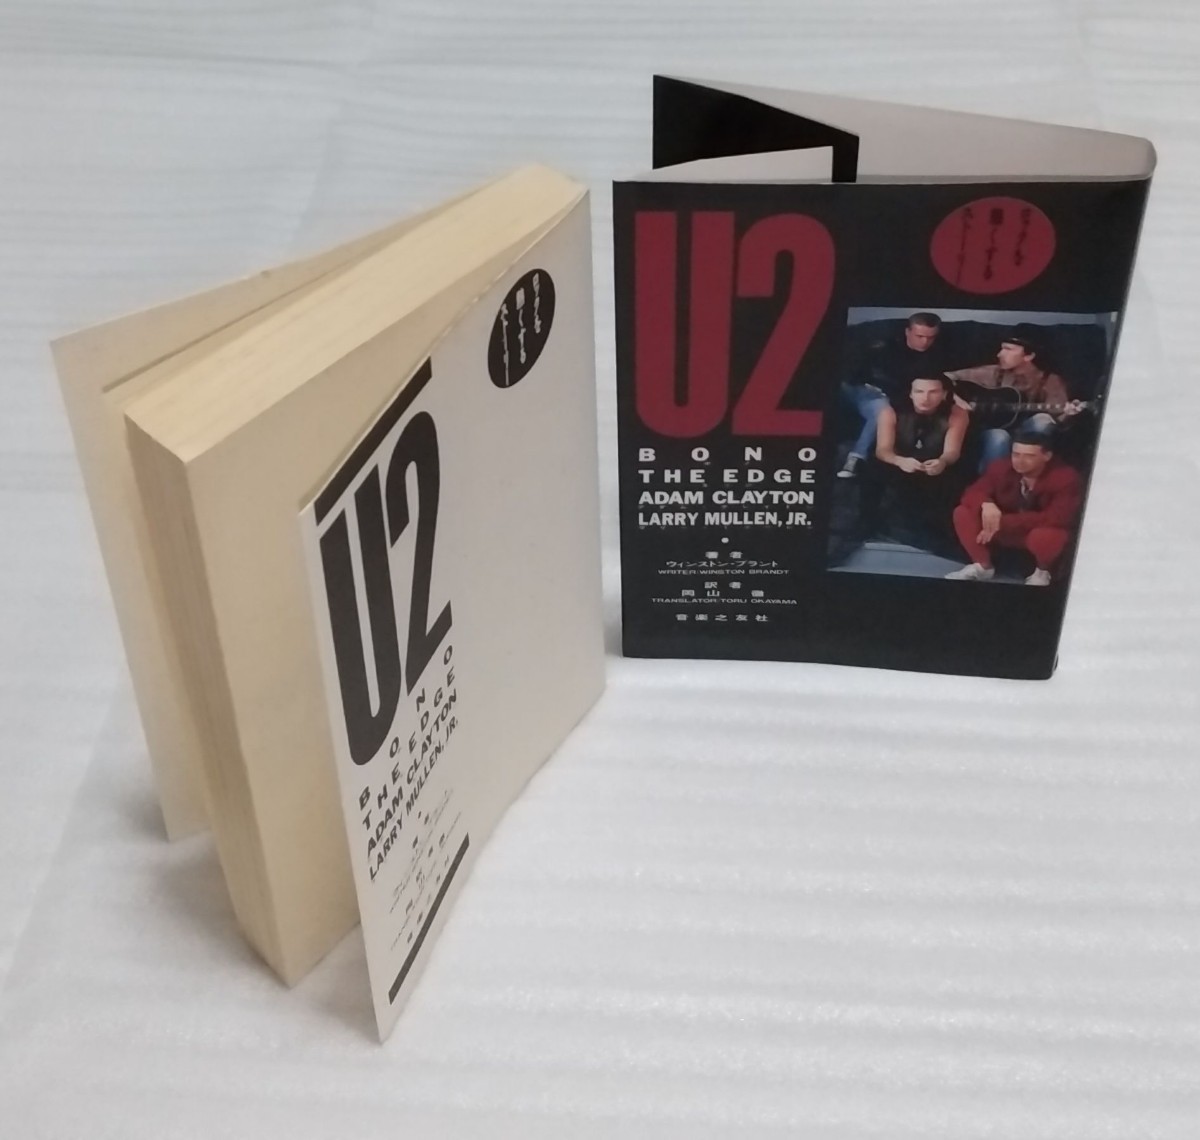 U2
BONO
THE EDGE
ADAM CLAYTON
LARRY MULLEN, JR.
U2
BONO
THE EDGE
ADAM CLAYTON
LARRY MULLEN, JR.
著者
ウィンストン・ブラント
WRITER:WINSTON BRANDT
訳者
岡山 徹
TRANSLATOR:TORU OKAYAMA
音楽之友社